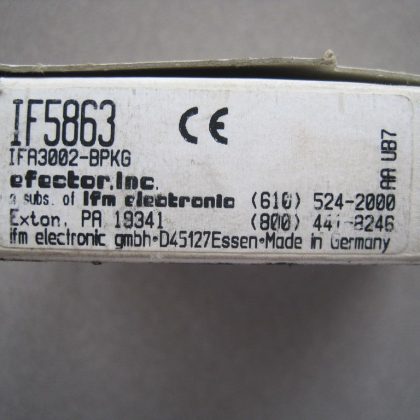 IF5863
CE
IFA3002-BPKG
efector,inc.
a subs. of ifm electronic (610) 524-2000
Exton, PA 19341 (800) 441-8246
ifm electronic gmbh•D45127Essen•Made in Germany
AA UB7